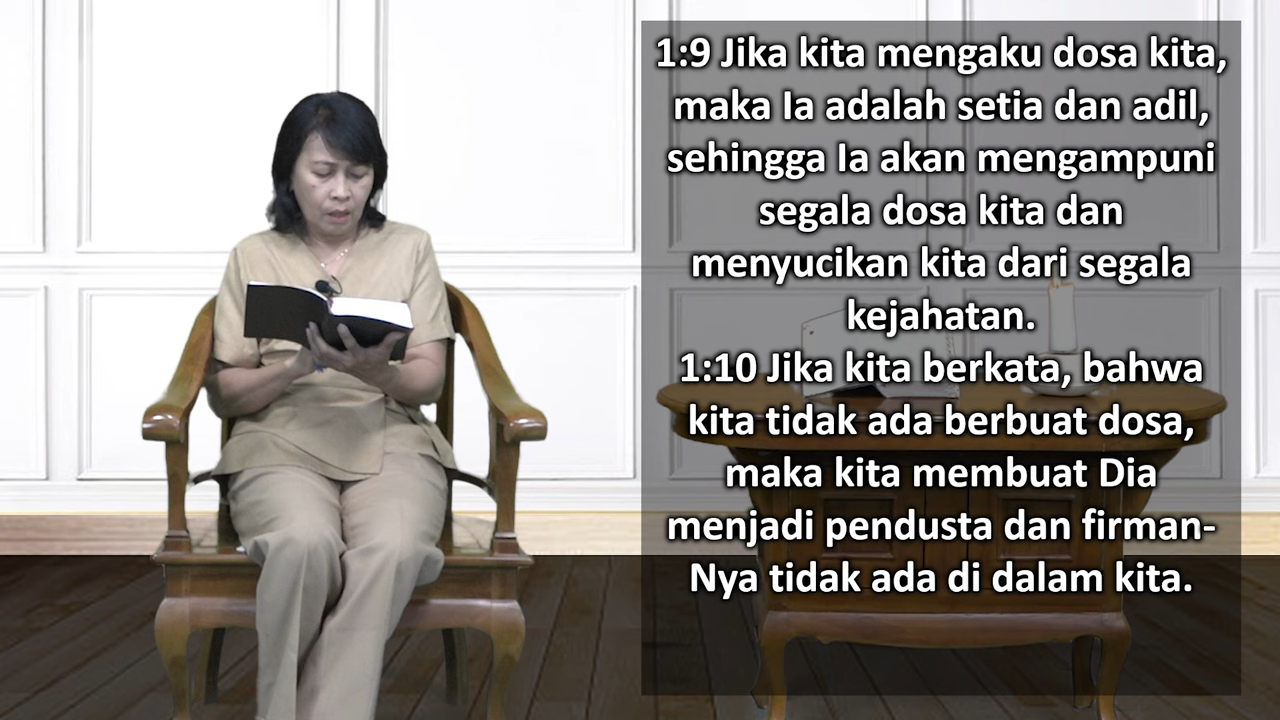 1:9 Jika kita mengaku dosa kita,
maka Ia adalah setia dan adil,
sehingga Ia akan mengampuni
segala dosa kita dan
menyucikan kita dari segala
kejahatan.
1:10 Jika kita berkata, bahwa
kita tidak ada berbuat dosa,
maka kita membuat Dia
menjadi pendusta dan firman-
Nya tidak ada di dalam kita.